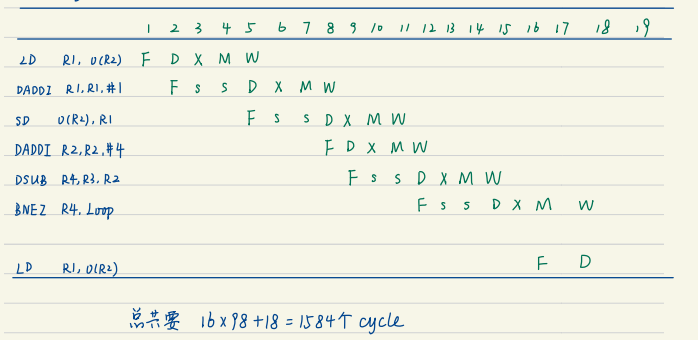 1 2 3 4 5 6 7 8 9 10 11 12 13 14 15 16 17 18 19
LD R1, 0(R2) F D X M W
DADDI R1,R1,#1 F s s D X M W
SD 0(R2),R1 F s s D X M W
DADDI R2,R2,#4 F D X M W
DSUB R4,R3,R2 F s s D X M W
BNEZ R4,Loop F s s D X M W
LD R1,0(R2) F D
总共要 16×98+18=1584个 cycle